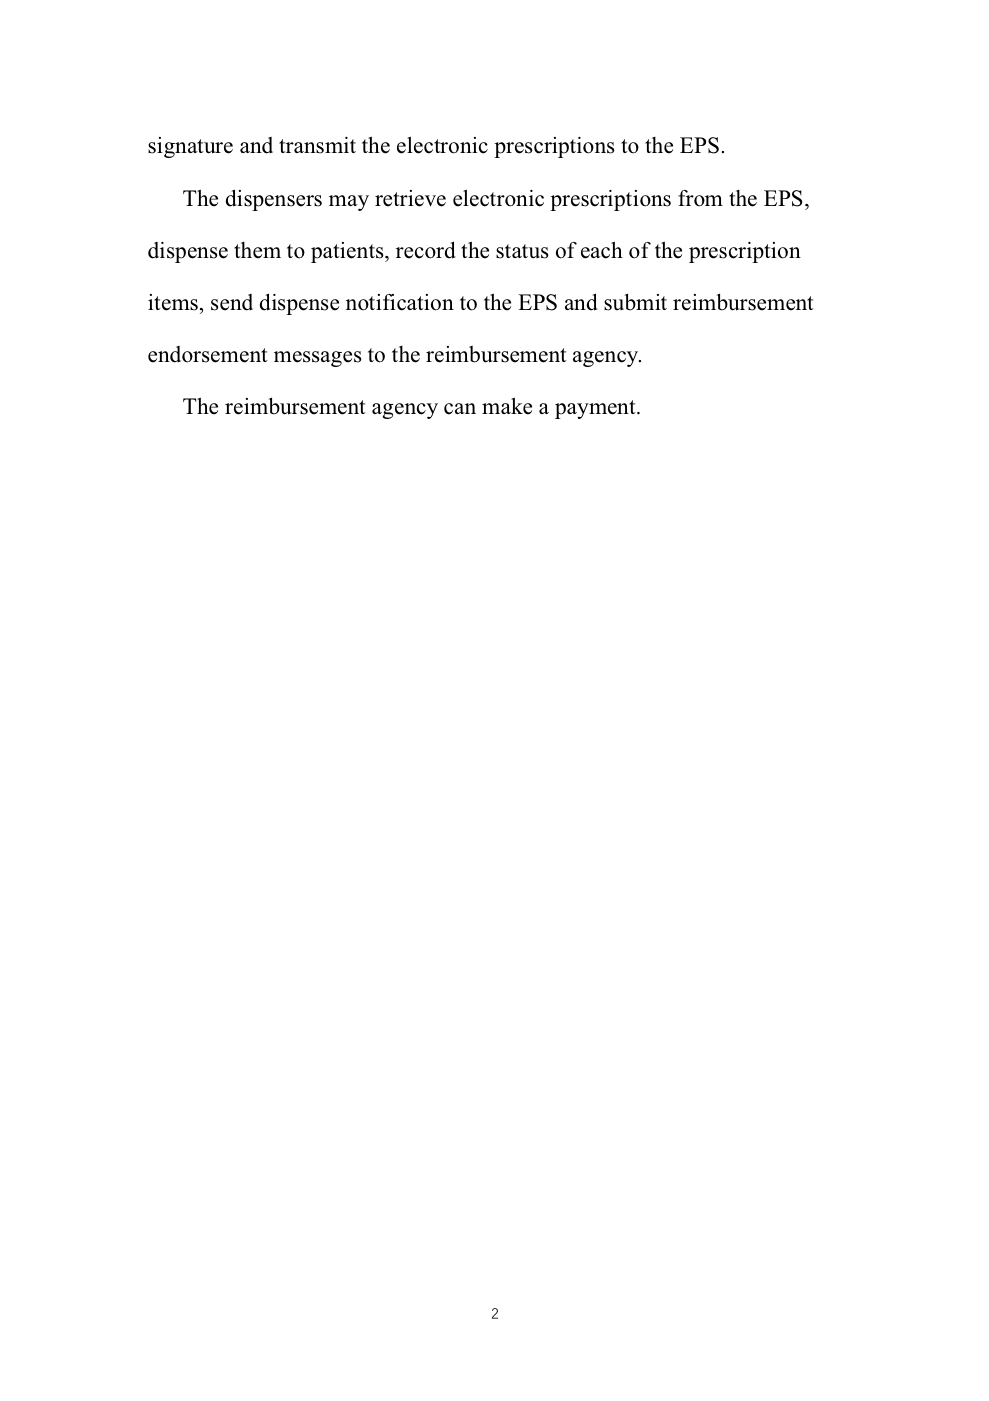 signature and transmit the electronic prescriptions to the EPS.
The dispensers may retrieve electronic prescriptions from the EPS,
dispense them to patients, record the status of each of the prescription
items, send dispense notification to the EPS and submit reimbursement
endorsement messages to the reimbursement agency.
The reimbursement agency can make a payment.
2